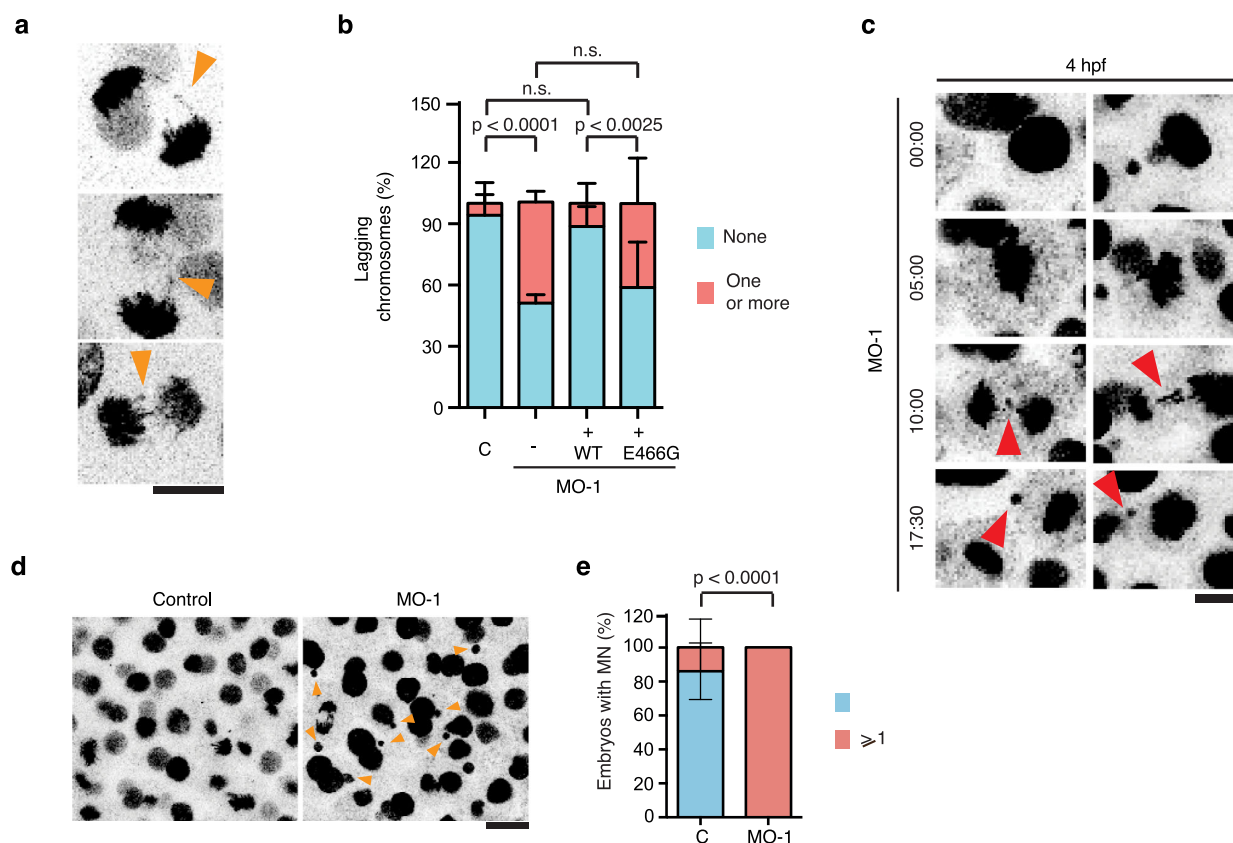 a
b
n.s.
n.s.
p < 0.0001
p < 0.0025
150
120
90
60
30
0
Lagging
chromosomes (%)
None
One
or more
C
-
+
WT
+
E466G
MO-1
c
4 hpf
MO-1
00:00
05:00
10:00
17:30
d
Control
MO-1
e
p < 0.0001
120
100
80
60
40
20
0
Embryos with MN (%)
⩾1
C
MO-1